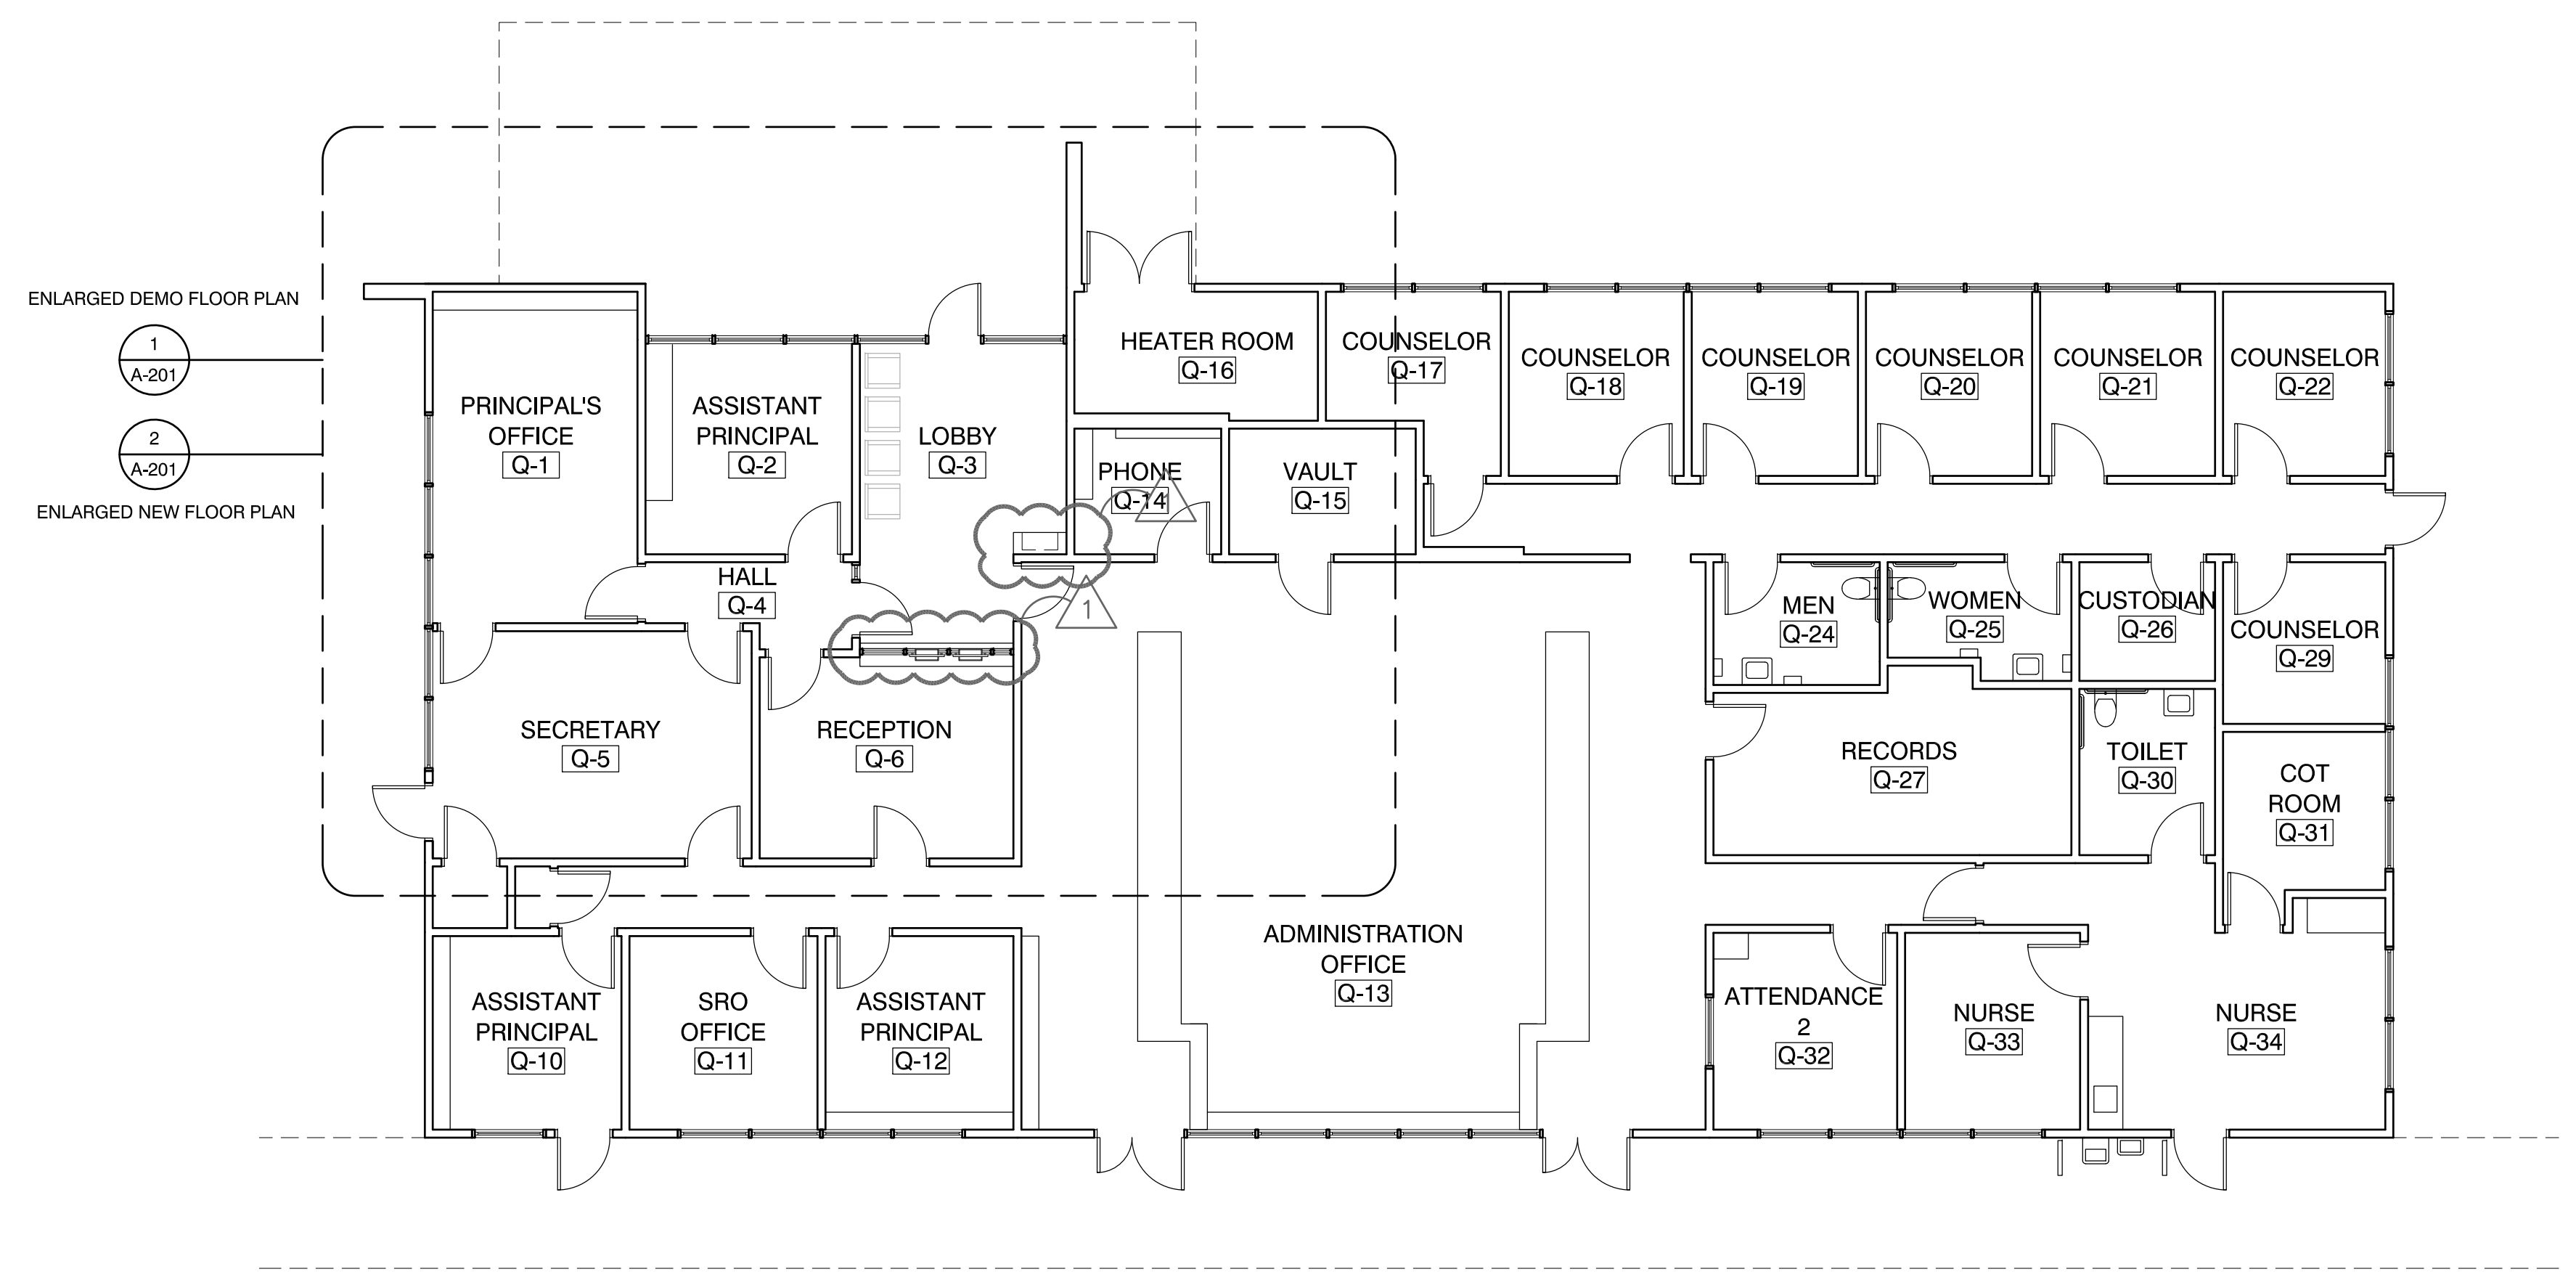 ENLARGED DEMO FLOOR PLAN
1
A-201
2
A-201
ENLARGED NEW FLOOR PLAN
PRINCIPAL'S
OFFICE
Q-1
ASSISTANT
PRINCIPAL
Q-2
LOBBY
Q-3
HEATER ROOM
Q-16
COUNSELOR
Q-17
COUNSELOR
Q-18
COUNSELOR
Q-19
COUNSELOR
Q-20
COUNSELOR
Q-21
COUNSELOR
Q-22
PHONE
Q-14
VAULT
Q-15
HALL
Q-4
1
MEN
Q-24
WOMEN
Q-25
CUSTODIAN
Q-26
COUNSELOR
Q-29
SECRETARY
Q-5
RECEPTION
Q-6
RECORDS
Q-27
TOILET
Q-30
COT
ROOM
Q-31
ADMINISTRATION
OFFICE
Q-13
ASSISTANT
PRINCIPAL
Q-10
SRO
OFFICE
Q-11
ASSISTANT
PRINCIPAL
Q-12
ATTENDANCE
2
Q-32
NURSE
Q-33
NURSE
Q-34